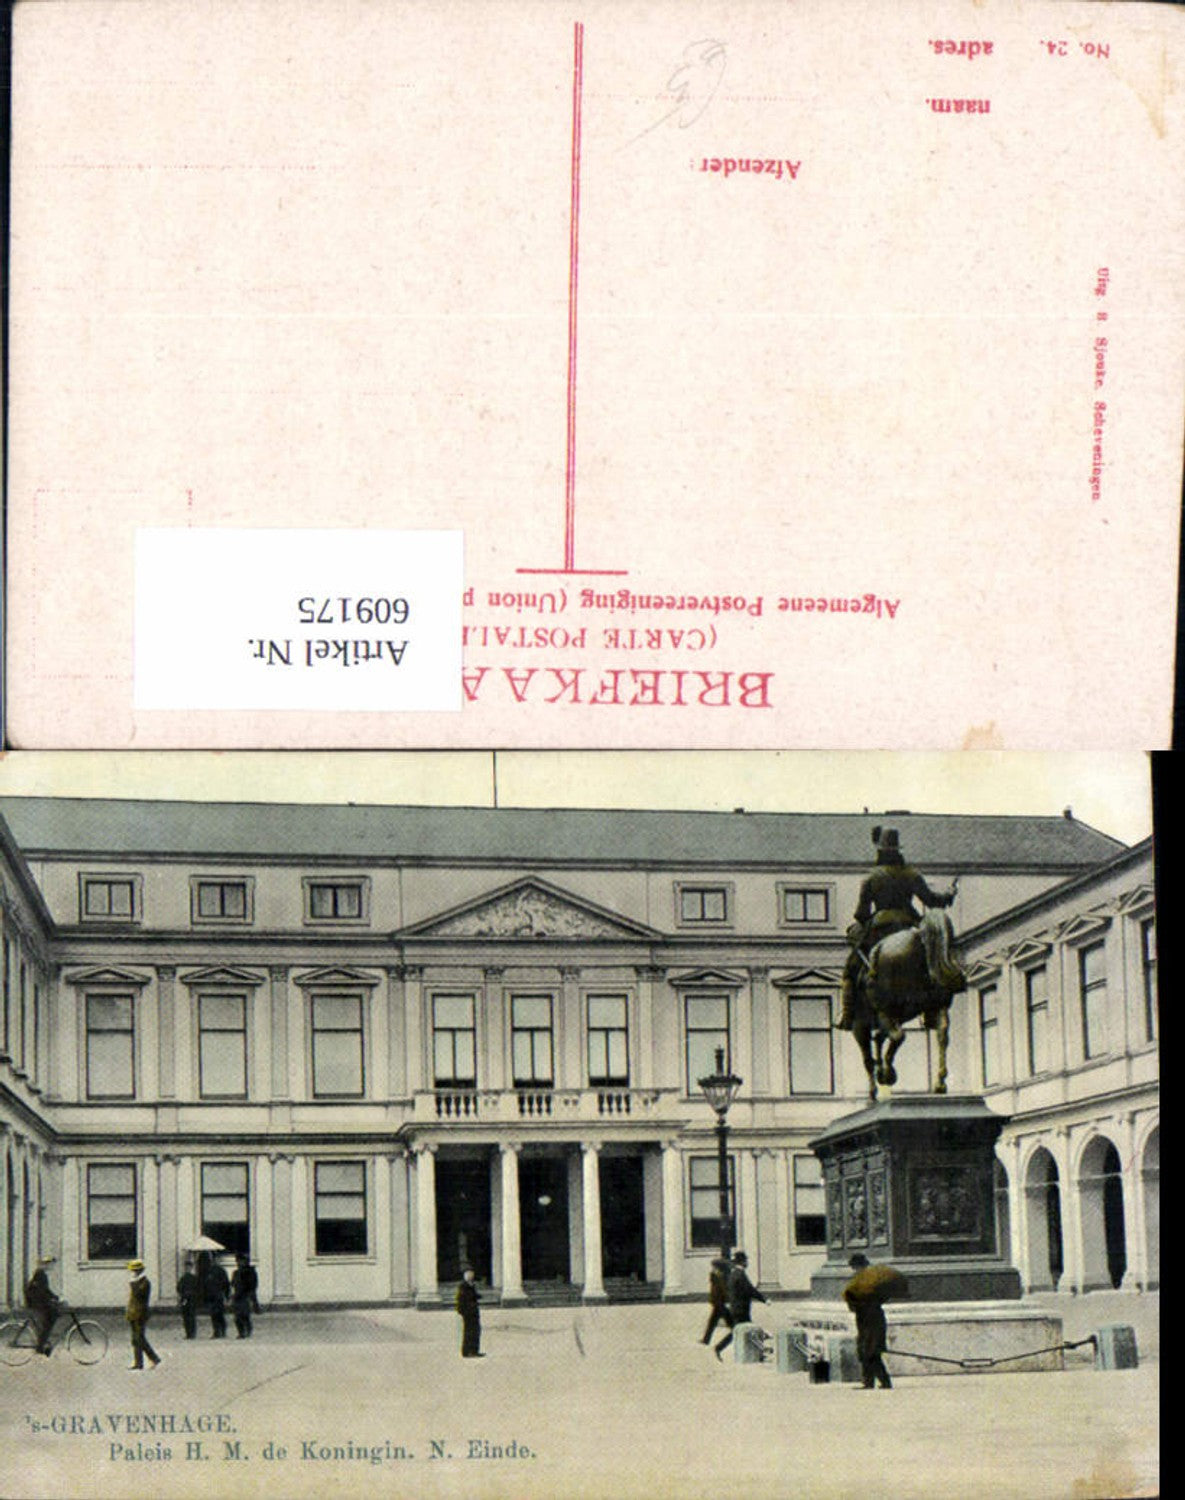 BRIEFKAA
(CARTE POSTALE
Algemeene Postvereeniging (Union p
Artikel Nr.
609175
Uitg. S. Sjouke, Scheveningen.
Afzender:
naam.
adres.
No. 24.
's-GRAVENHAGE.
Paleis H. M. de Koningin. N. Einde.